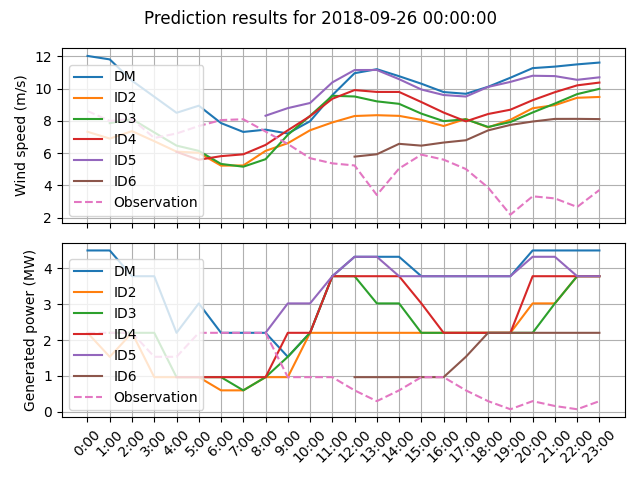 Prediction results for 2018-09-26 00:00:00
Wind speed (m/s)
12
10
8
6
4
2
DM
ID2
ID3
ID4
ID5
ID6
Observation
Generated power (MW)
4
3
2
1
0
DM
ID2
ID3
ID4
ID5
ID6
Observation
0:00 1:00 2:00 3:00 4:00 5:00 6:00 7:00 8:00 9:00 10:00 11:00 12:00 13:00 14:00 15:00 16:00 17:00 18:00 19:00 20:00 21:00 22:00 23:00